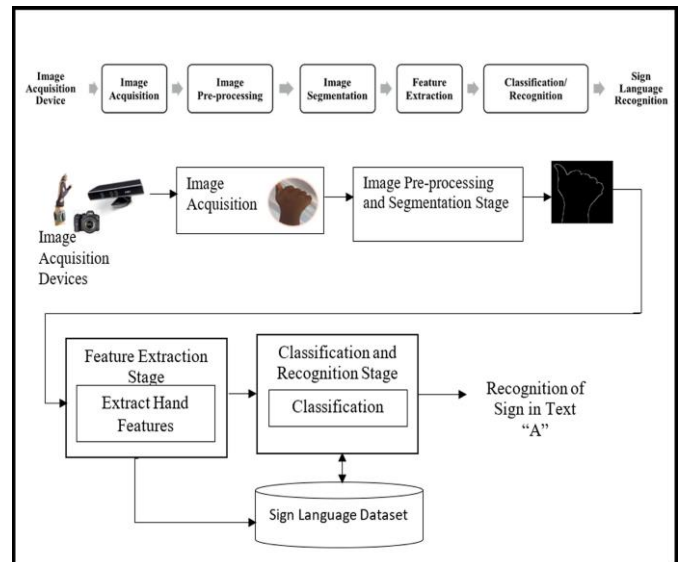 Image
Acquisition
Device
Image
Acquisition
Image
Pre-processing
Image
Segmentation
Feature
Extraction
Classification/
Recognition
Sign
Language
Recognition
Image
Acquisition
Devices
Image
Acquisition
Image Pre-processing
and Segmentation Stage
Feature Extraction
Stage
Extract Hand
Features
Classification and
Recognition Stage
Classification
Recognition of
Sign in Text
“A”
Sign Language Dataset